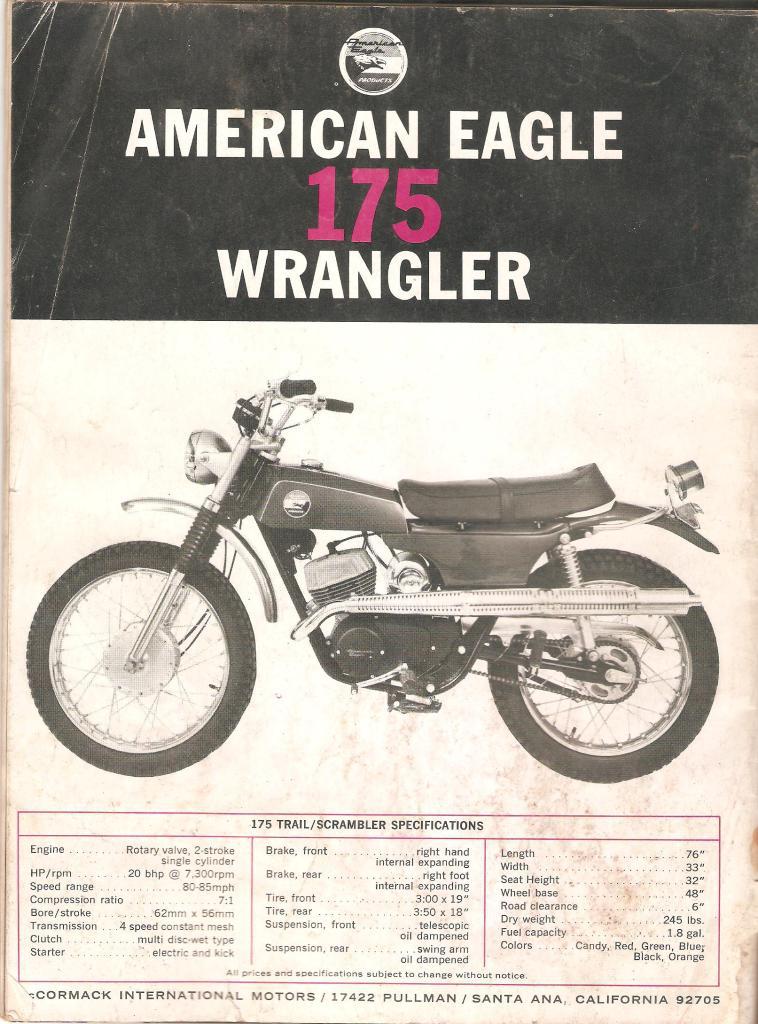 American
Eagle
PRODUCTS
AMERICAN EAGLE
175
WRANGLER
175 TRAIL/SCRAMBLER SPECIFICATIONS
Engine . . . . . . . . . Rotary valve, 2-stroke
single cylinder
HP/rpm . . . . . . . . 20 bhp @ 7,300rpm
Speed range . . . . . . . . . . . 80-85mph
Compression ratio . . . . . . . . . . . . . 7:1
Bore/stroke . . . . . . . . . 62mm x 56mm
Transmission . . . 4 speed constant mesh
Clutch . . . . . . . . multi disc-wet type
Starter . . . . . . . . . . electric and kick
Brake, front . . . . . . . . . . . . right hand
internal expanding
Brake, rear . . . . . . . . . . . . . . right foot
internal expanding
Tire, front . . . . . . . . . . . . . . 3:00 x 19"
Tire, rear . . . . . . . . . . . . . . 3:50 x 18"
Suspension, front . . . . . . . telescopic
oil dampened
Suspension, rear . . . . . . . . swing arm
oil dampened
Length . . . . . . . . . . . . . . . . . . . . 76"
Width . . . . . . . . . . . . . . . . . . . . . 33"
Seat Height . . . . . . . . . . . . . . . . 32"
Wheel base . . . . . . . . . . . . . . . . 48"
Road clearance . . . . . . . . . . . . . . 6"
Dry weight . . . . . . . . . . . . . 245 lbs.
Fuel capacity . . . . . . . . . . . . 1.8 gal.
Colors . . . . . Candy, Red, Green, Blue,
Black, Orange
All prices and specifications subject to change without notice.
CORMACK INTERNATIONAL MOTORS / 17422 PULLMAN / SANTA ANA, CALIFORNIA 92705